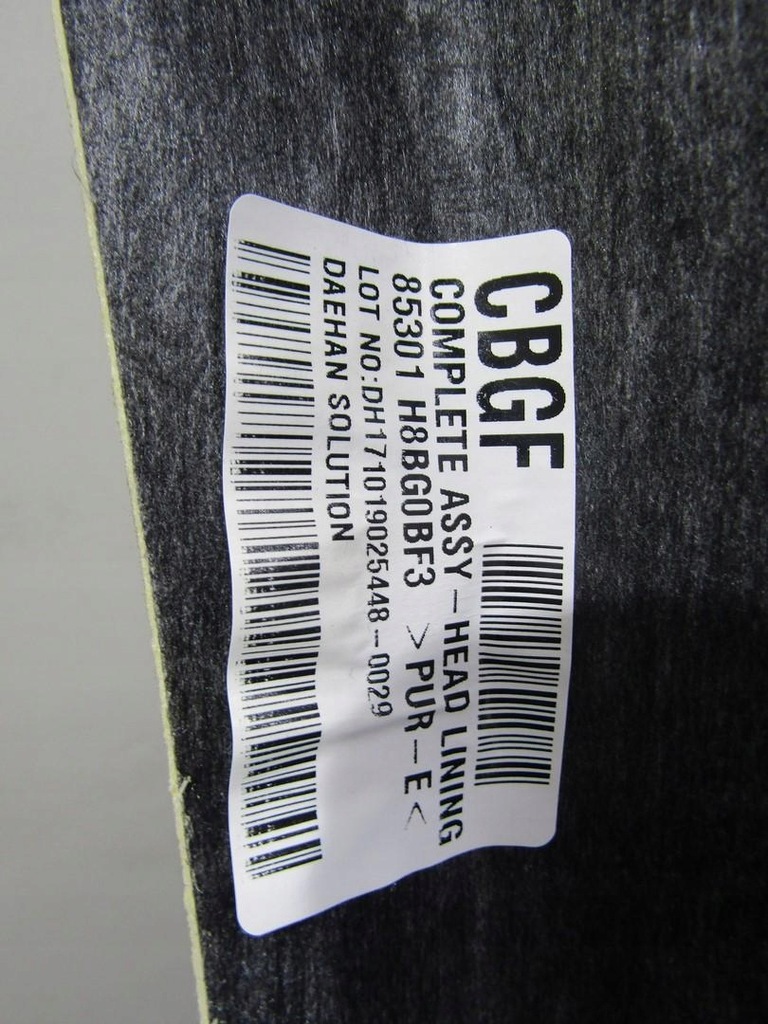 CBGF
COMPLETE ASSY-HEAD LINING
85301 H8BG0BF3 >PUR-E<
LOT NO:DH171019025448-0029
DAEHAN SOLUTION